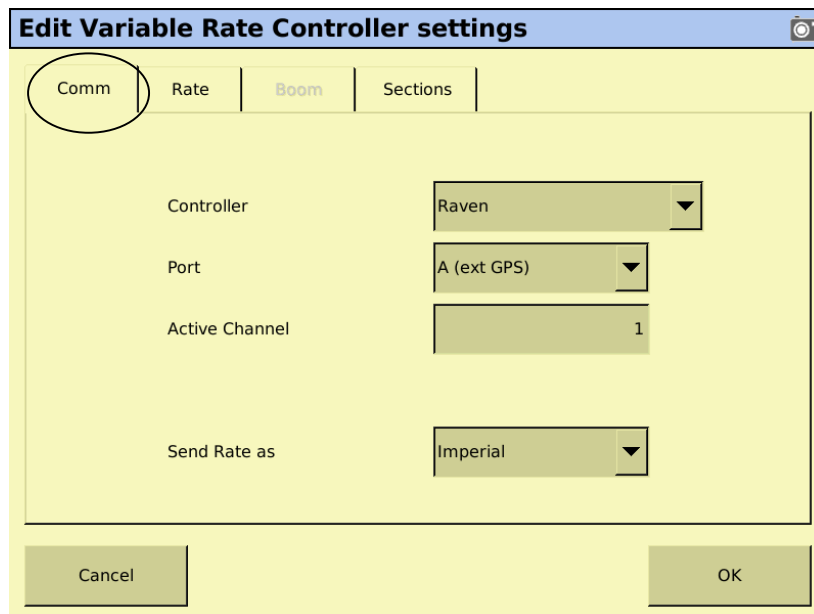 Edit Variable Rate Controller settings
Comm Rate Boom Sections
Controller Raven
Port A (ext GPS)
Active Channel 1
Send Rate as Imperial
Cancel OK